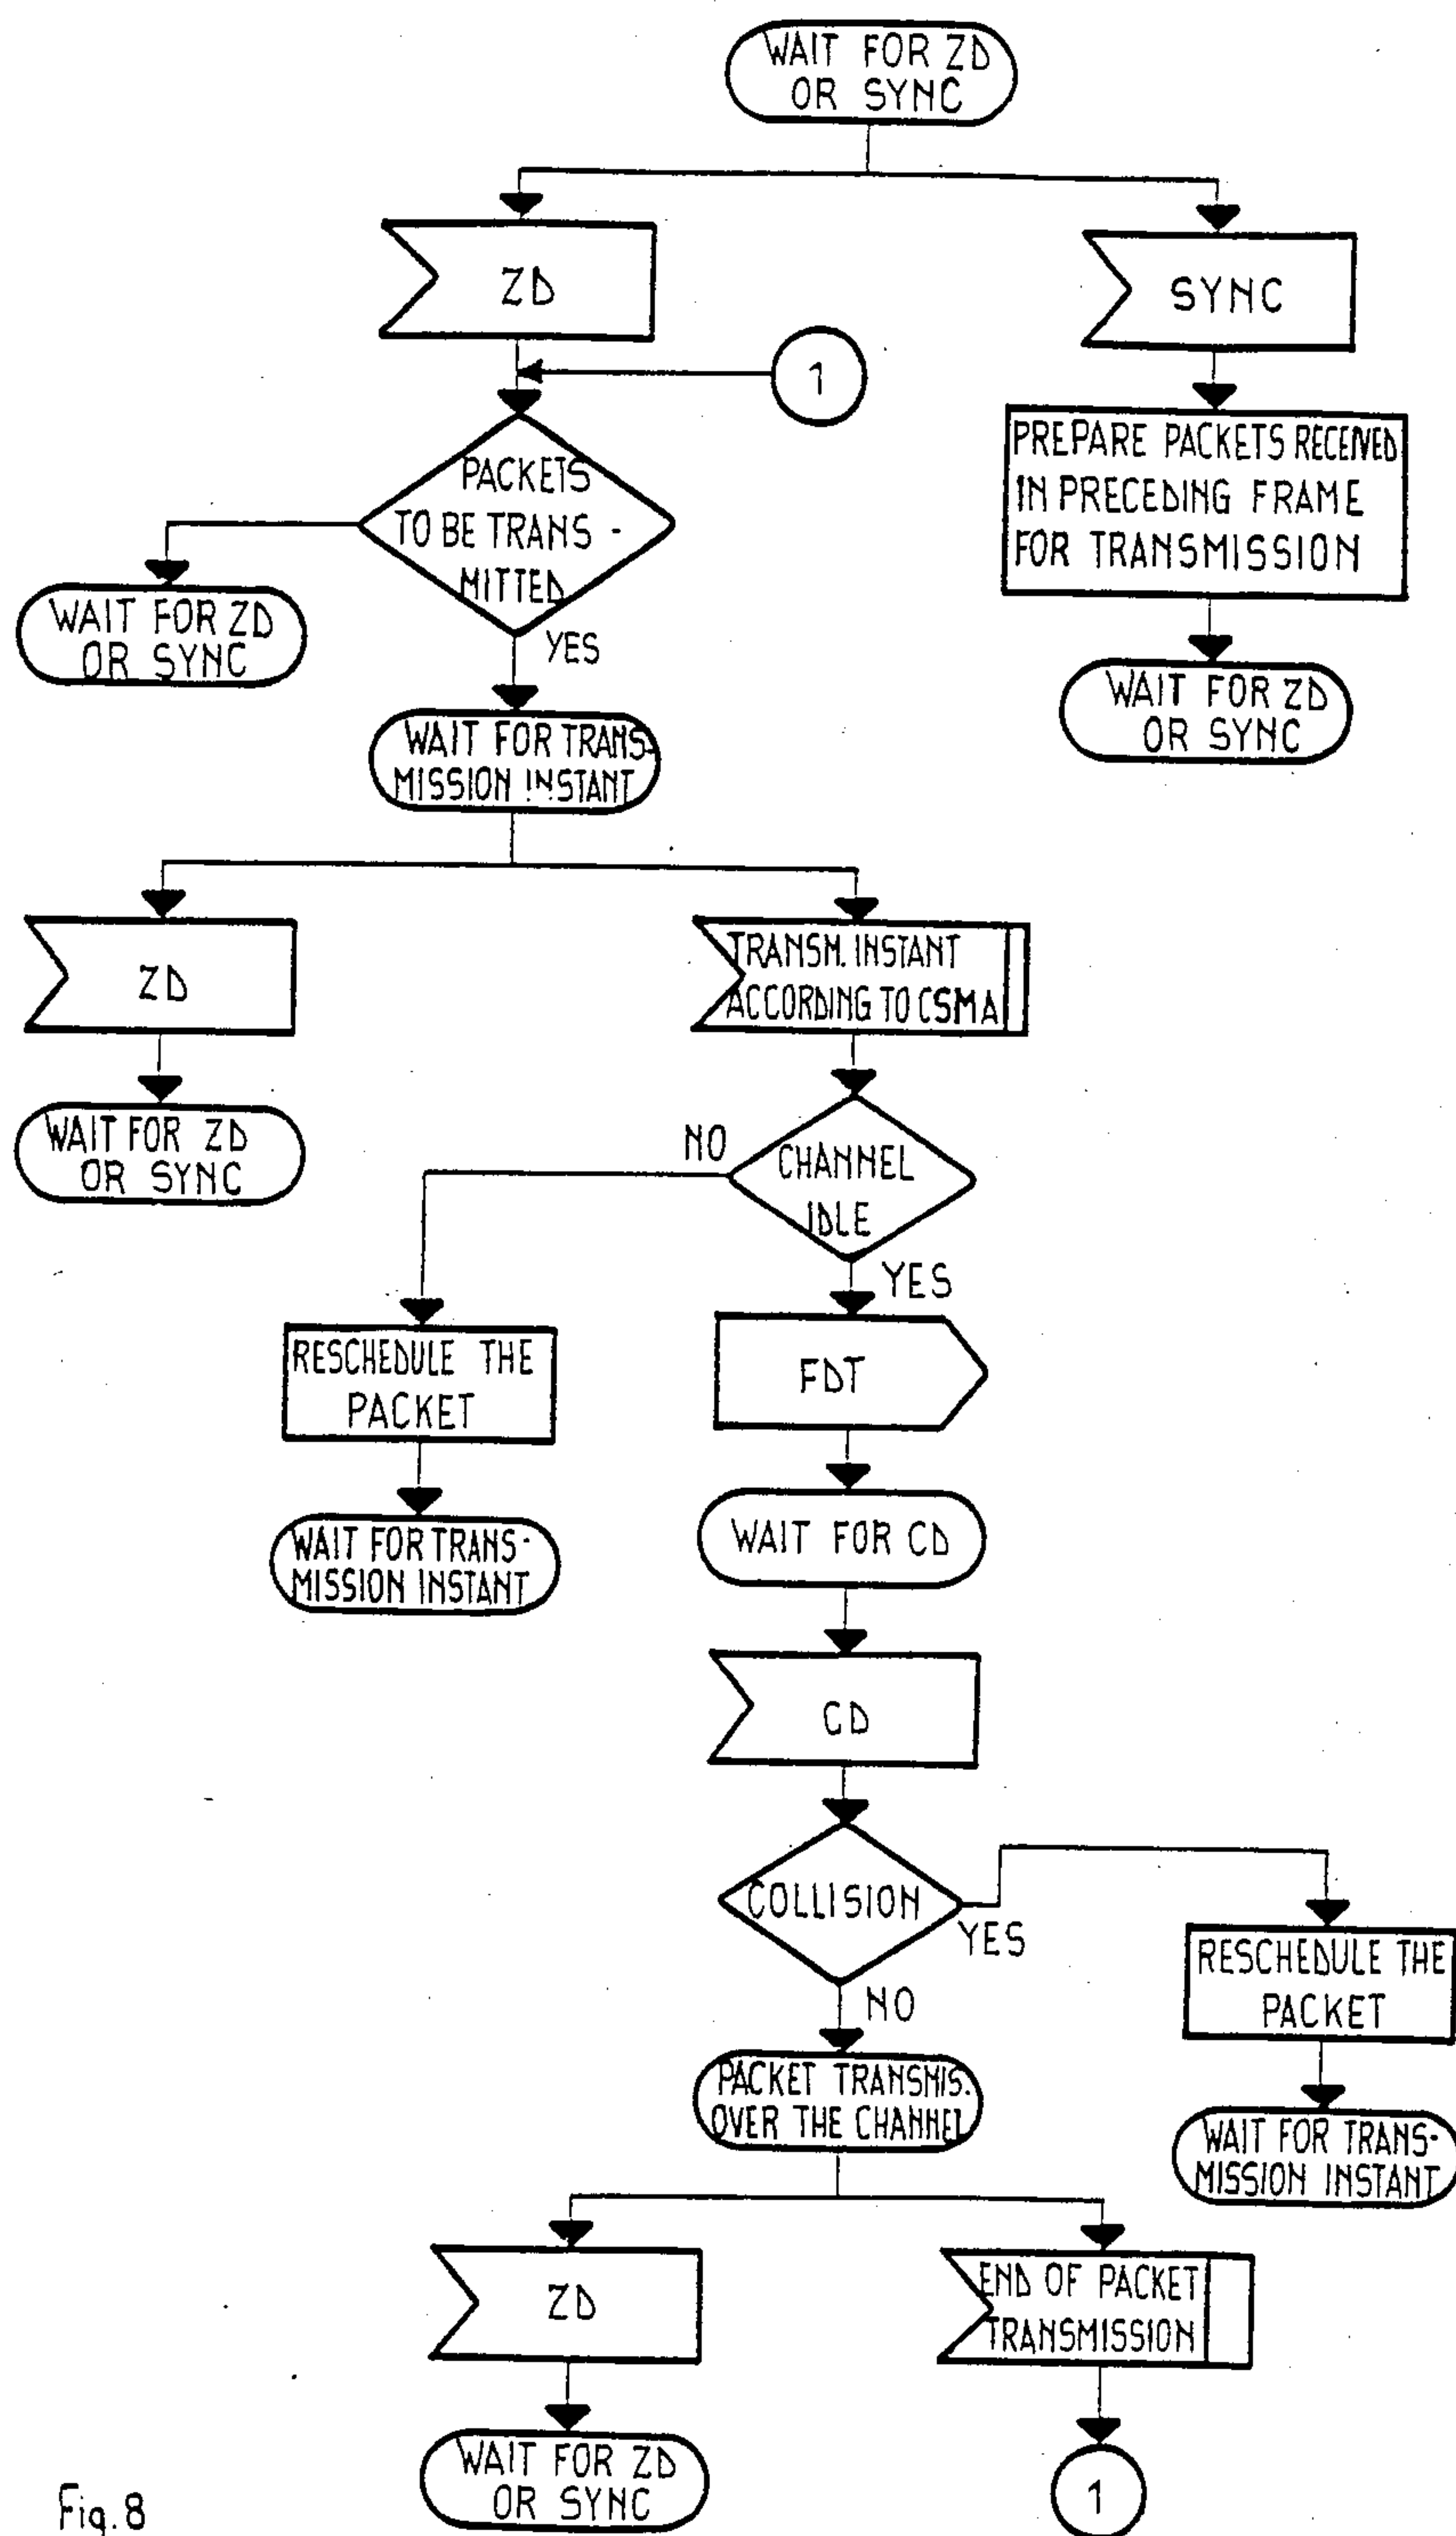 WAIT FOR ZD
OR SYNC
ZD
SYNC
1
PREPARE PACKETS RECEIVED
IN PRECEDING FRAME
FOR TRANSMISSION
PACKETS
TO BE TRANS -
MITTED
WAIT FOR ZD
OR SYNC
YES
WAIT FOR ZD
OR SYNC
WAIT FOR TRANS-
MISSION INSTANT
ZD
TRANSM. INSTANT
ACCORDING TO CSMA
WAIT FOR ZD
OR SYNC
NO
CHANNEL
IDLE
YES
RESCHEDULE THE
PACKET
FDT
WAIT FOR TRANS-
MISSION INSTANT
WAIT FOR CD
CD
COLLISION
YES
RESCHEDULE THE
PACKET
NO
PACKET TRANSMIS.
OVER THE CHANNEL
WAIT FOR TRANS-
MISSION INSTANT
ZD
END OF PACKET
TRANSMISSION
WAIT FOR ZD
OR SYNC
1
Fig. 8